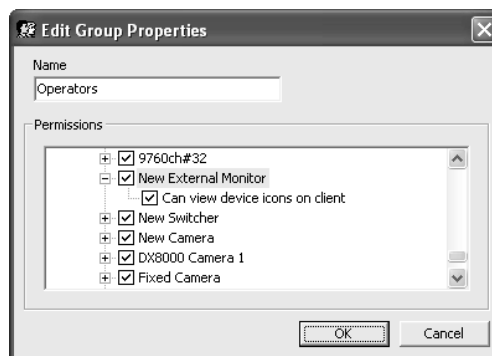 Edit Group Properties
Name
Operators
Permissions
9760ch#32
New External Monitor
Can view device icons on client
New Switcher
New Camera
DX8000 Camera 1
Fixed Camera
OK
Cancel